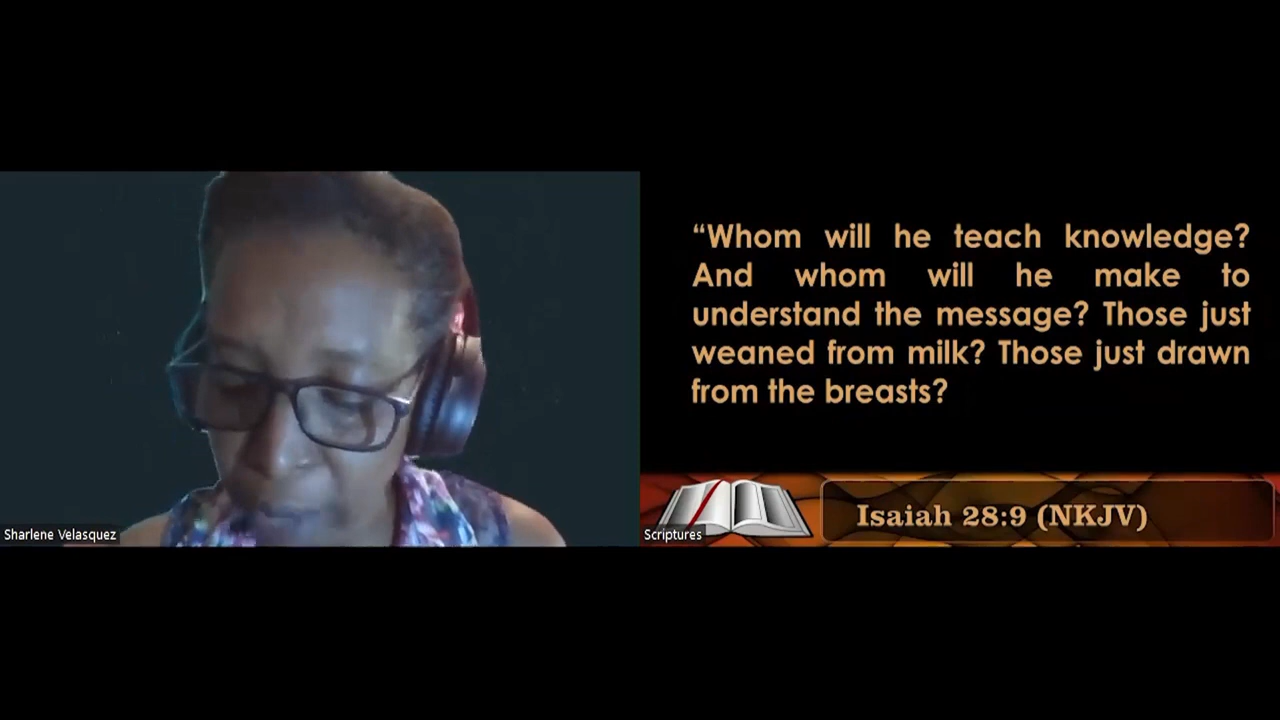 “Whom will he teach knowledge?
And whom will he make to
understand the message? Those just
weaned from milk? Those just drawn
from the breasts?
Isaiah 28:9 (NKJV)
Sharlene Velasquez
Scriptures